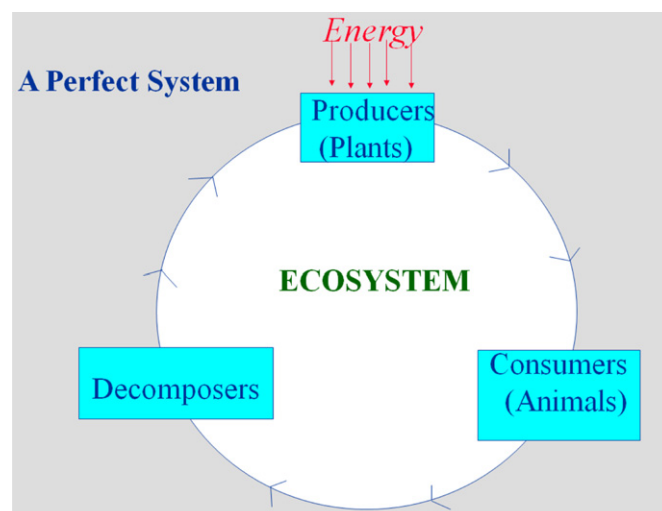 Energy
A Perfect System
Producers
(Plants)
ECOSYSTEM
Consumers
(Animals)
Decomposers